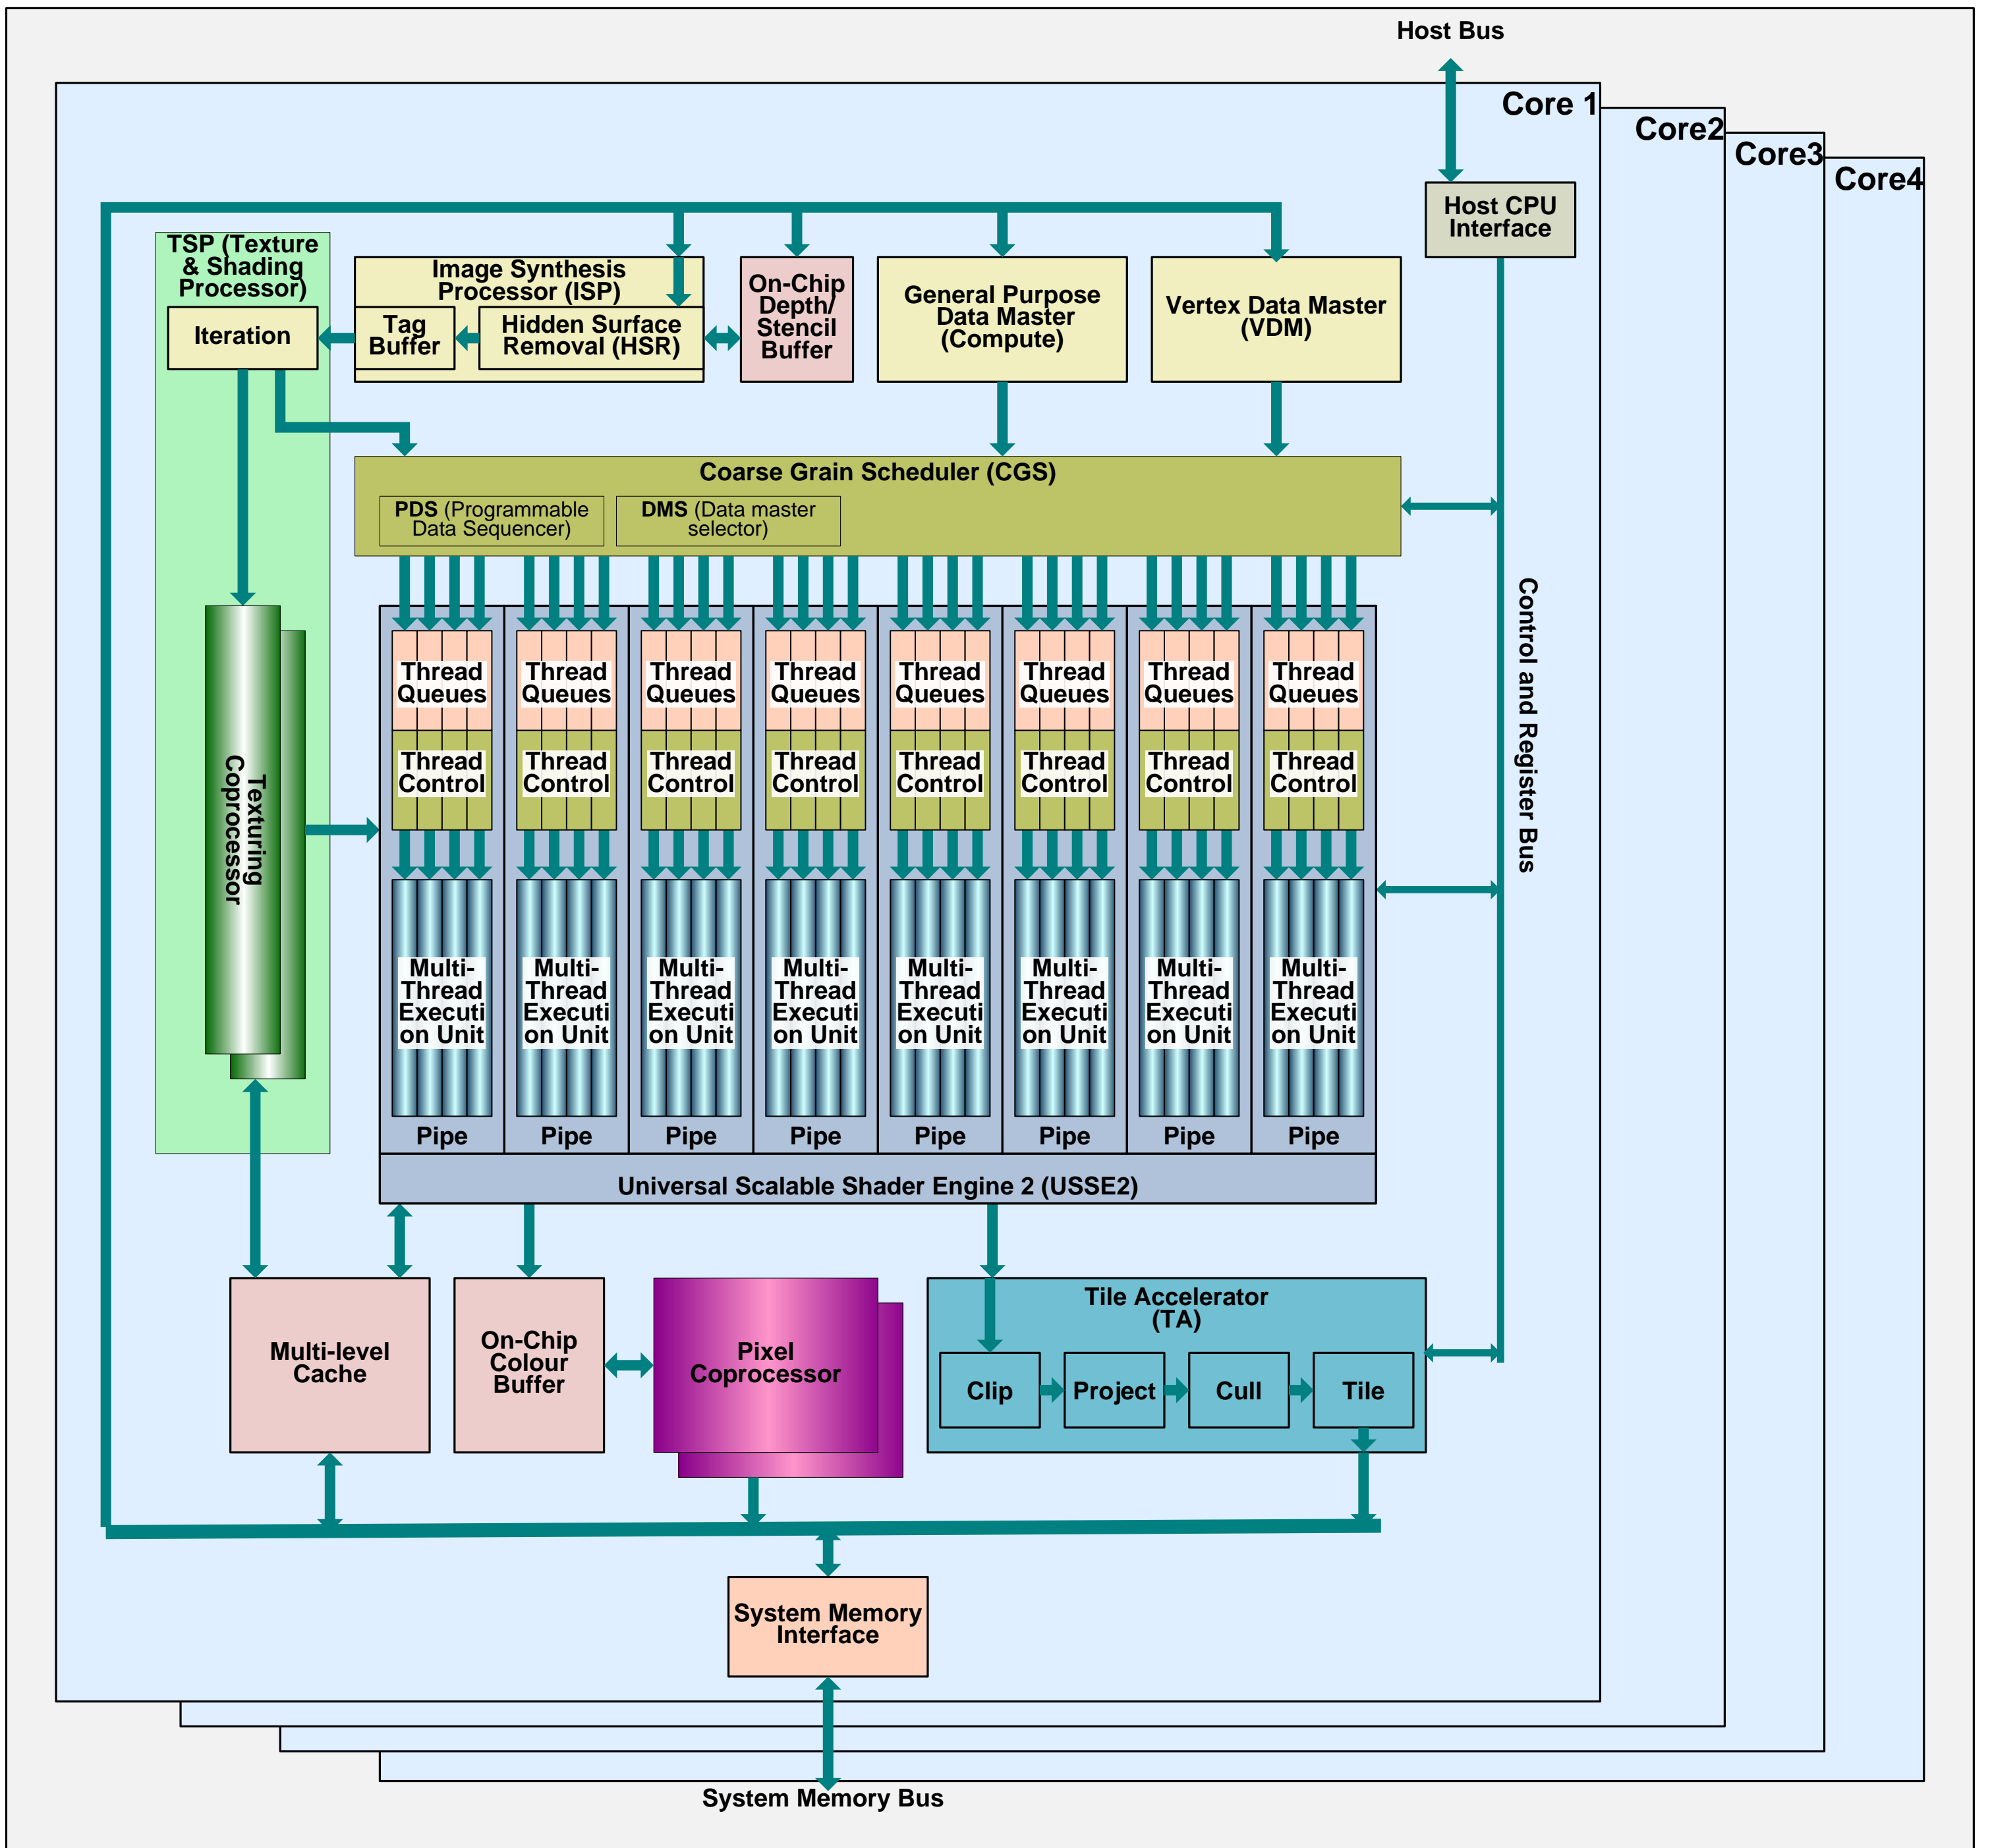 Host Bus
Core 1
Core2
Core3
Core4
Host CPU
Interface
TSP (Texture
& Shading
Processor)
Iteration
Image Synthesis
Processor (ISP)
Tag
Buffer
Hidden Surface
Removal (HSR)
On-Chip
Depth/
Stencil
Buffer
General Purpose
Data Master
(Compute)
Vertex Data Master
(VDM)
Coarse Grain Scheduler (CGS)
PDS (Programmable
Data Sequencer)
DMS (Data master
selector)
Control and Register Bus
Texturing
Coprocessor
Thread
Queues
Thread
Queues
Thread
Queues
Thread
Queues
Thread
Queues
Thread
Queues
Thread
Queues
Thread
Queues
Thread
Control
Thread
Control
Thread
Control
Thread
Control
Thread
Control
Thread
Control
Thread
Control
Thread
Control
Multi-
Thread
Executi
on Unit
Multi-
Thread
Executi
on Unit
Multi-
Thread
Executi
on Unit
Multi-
Thread
Executi
on Unit
Multi-
Thread
Executi
on Unit
Multi-
Thread
Executi
on Unit
Multi-
Thread
Executi
on Unit
Multi-
Thread
Executi
on Unit
Pipe
Pipe
Pipe
Pipe
Pipe
Pipe
Pipe
Pipe
Universal Scalable Shader Engine 2 (USSE2)
Multi-level
Cache
On-Chip
Colour
Buffer
Pixel
Coprocessor
Tile Accelerator
(TA)
Clip
Project
Cull
Tile
System Memory
Interface
System Memory Bus